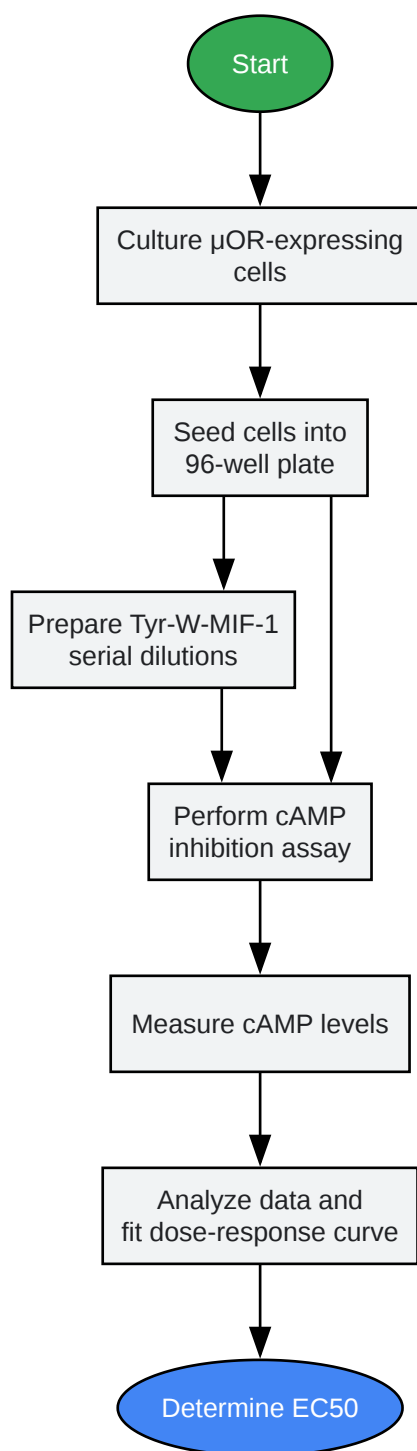 Start
Culture μOR-expressing
cells
Seed cells into
96-well plate
Prepare Tyr-W-MIF-1
serial dilutions
Perform cAMP
inhibition assay
Measure cAMP levels
Analyze data and
fit dose-response curve
Determine EC50